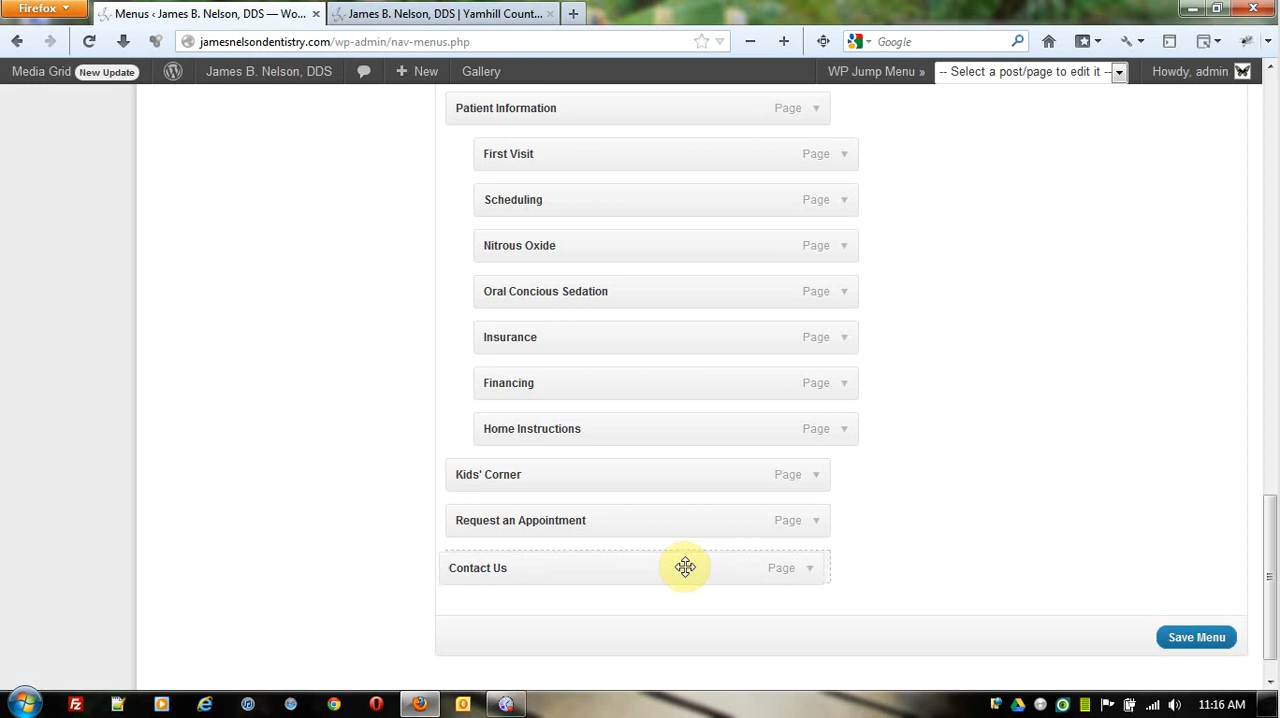 Firefox
Menus ‹ James B. Nelson, DDS — Wo...
James B. Nelson, DDS | Yamhill Count...
jamesnelsondentistry.com/wp-admin/nav-menus.php
Google
Media Grid New Update
James B. Nelson, DDS
New
Gallery
WP Jump Menu »
-- Select a post/page to edit it --
Howdy, admin
Patient Information Page
First Visit Page
Scheduling Page
Nitrous Oxide Page
Oral Concious Sedation Page
Insurance Page
Financing Page
Home Instructions Page
Kids' Corner Page
Request an Appointment Page
Contact Us Page
Save Menu
11:16 AM